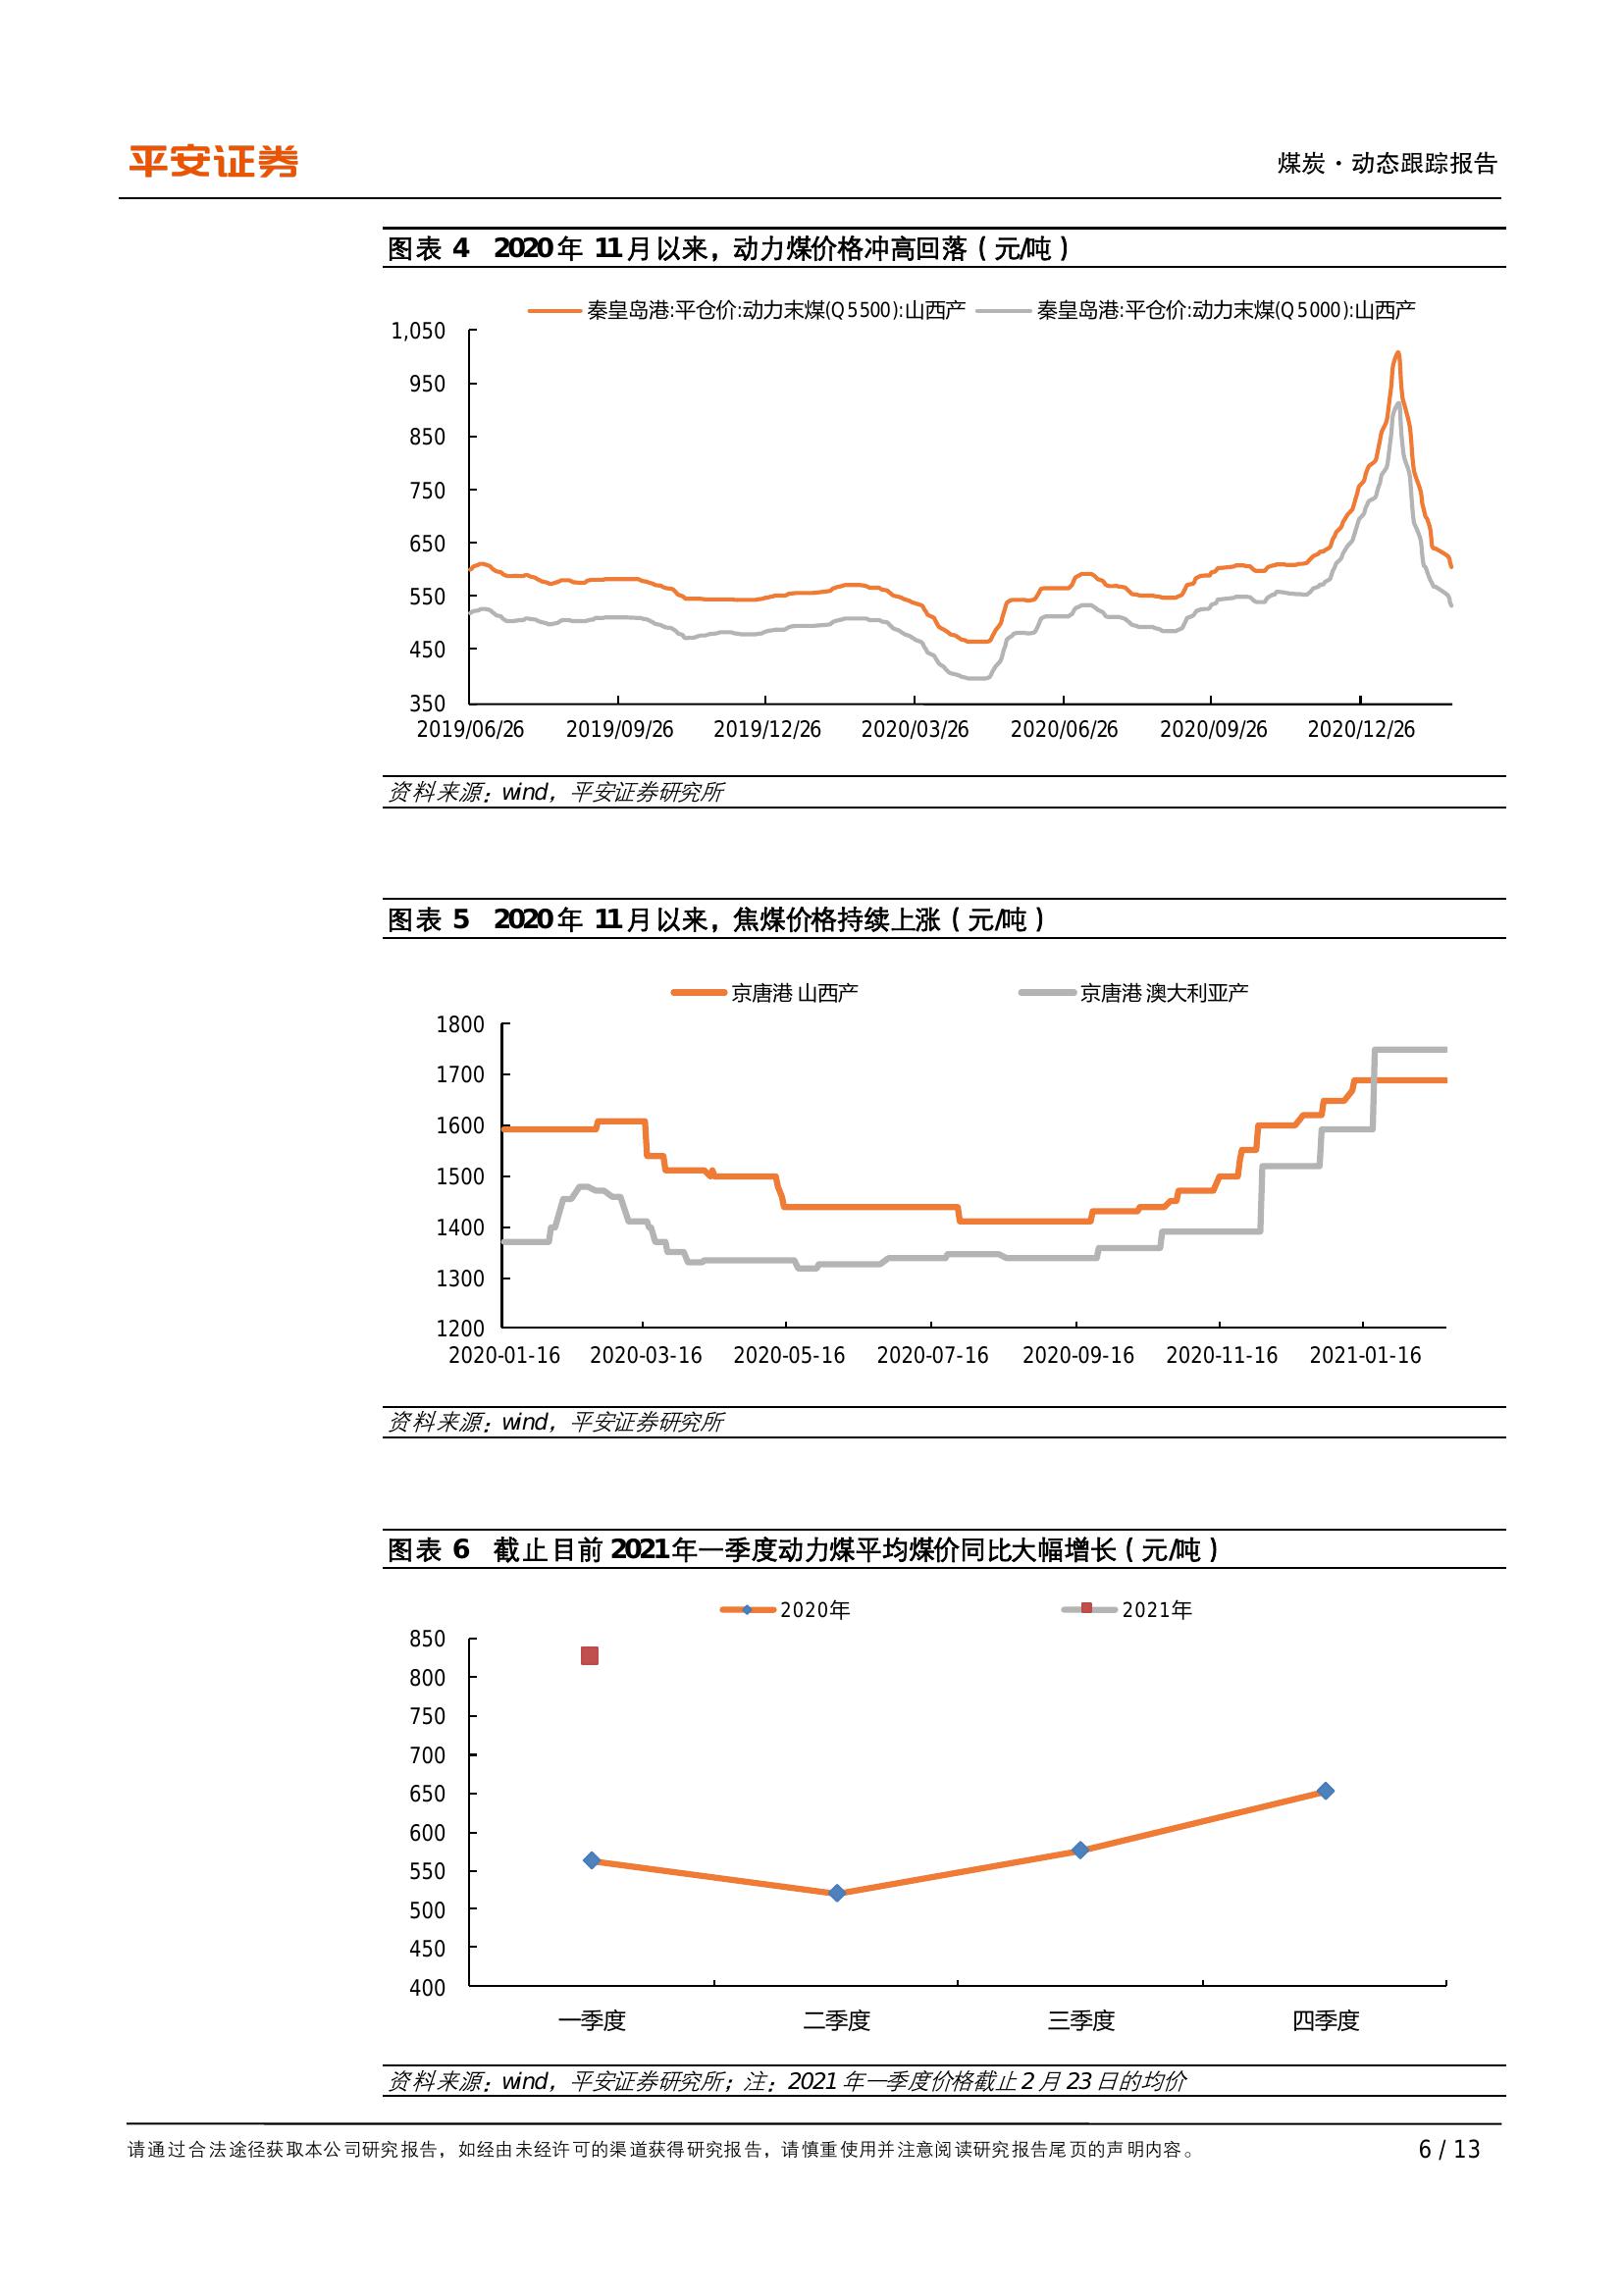 平安证券
煤炭·动态跟踪报告
图表 4 2020年 11月以来，动力煤价格冲高回落（元/吨）
秦皇岛港:平仓价:动力末煤(Q5500):山西产 秦皇岛港:平仓价:动力末煤(Q5000):山西产
1,050
950
850
750
650
550
450
350
2019/06/26 2019/09/26 2019/12/26 2020/03/26 2020/06/26 2020/09/26 2020/12/26
资料来源：wind，平安证券研究所
图表 5 2020年 11月以来，焦煤价格持续上涨（元/吨）
京唐港 山西产 京唐港 澳大利亚产
1800
1700
1600
1500
1400
1300
1200
2020-01-16 2020-03-16 2020-05-16 2020-07-16 2020-09-16 2020-11-16 2021-01-16
资料来源：wind，平安证券研究所
图表 6 截止目前 2021年一季度动力煤平均煤价同比大幅增长（元/吨）
2020年 2021年
850
800
750
700
650
600
550
500
450
400
一季度 二季度 三季度 四季度
资料来源：wind，平安证券研究所；注：2021 年一季度价格截止 2 月 23 日的均价
请通过合法途径获取本公司研究报告，如经由未经许可的渠道获得研究报告，请慎重使用并注意阅读研究报告尾页的声明内容。
6 / 13